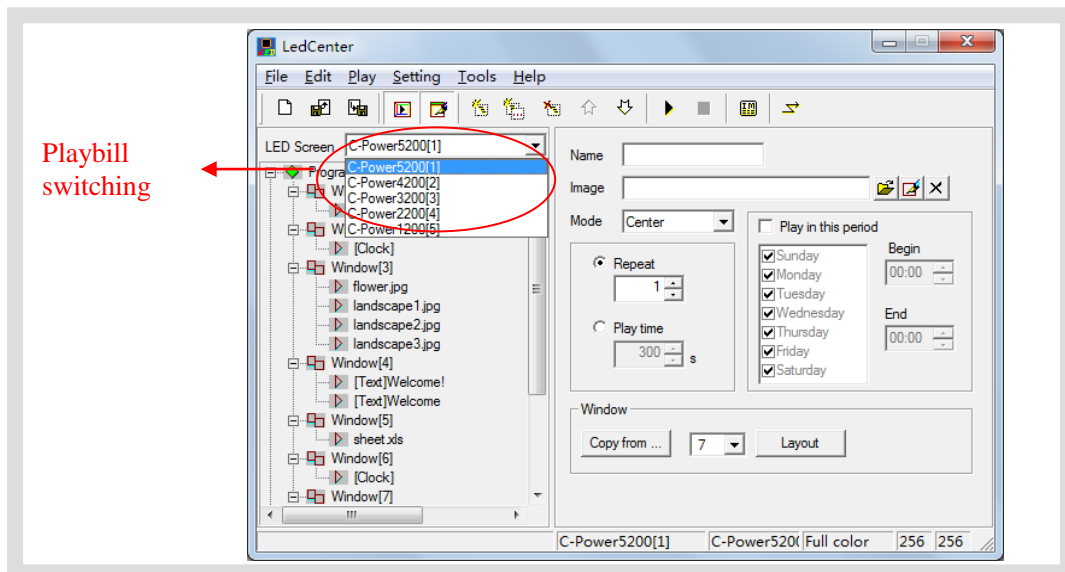 LedCenter
File Edit Play Setting Tools Help
Playbill
switching
LED Screen C-Power5200[1]
C-Power5200[1]
C-Power4200[2]
C-Power3200[3]
C-Power2200[4]
C-Power1200[5]
Progra
W
W
[Clock]
Window[3]
flower.jpg
landscape1.jpg
landscape2.jpg
landscape3.jpg
Window[4]
[Text]Welcome!
[Text]Welcome
Window[5]
sheet.xls
Window[6]
[Clock]
Window[7]
Name
Image
Mode Center
Repeat
1
Play time
300 s
Play in this period
Sunday
Monday
Tuesday
Wednesday
Thursday
Friday
Saturday
Begin
00:00
End
00:00
Window
Copy from ... 7 Layout
C-Power5200[1] C-Power520( Full color 256 256